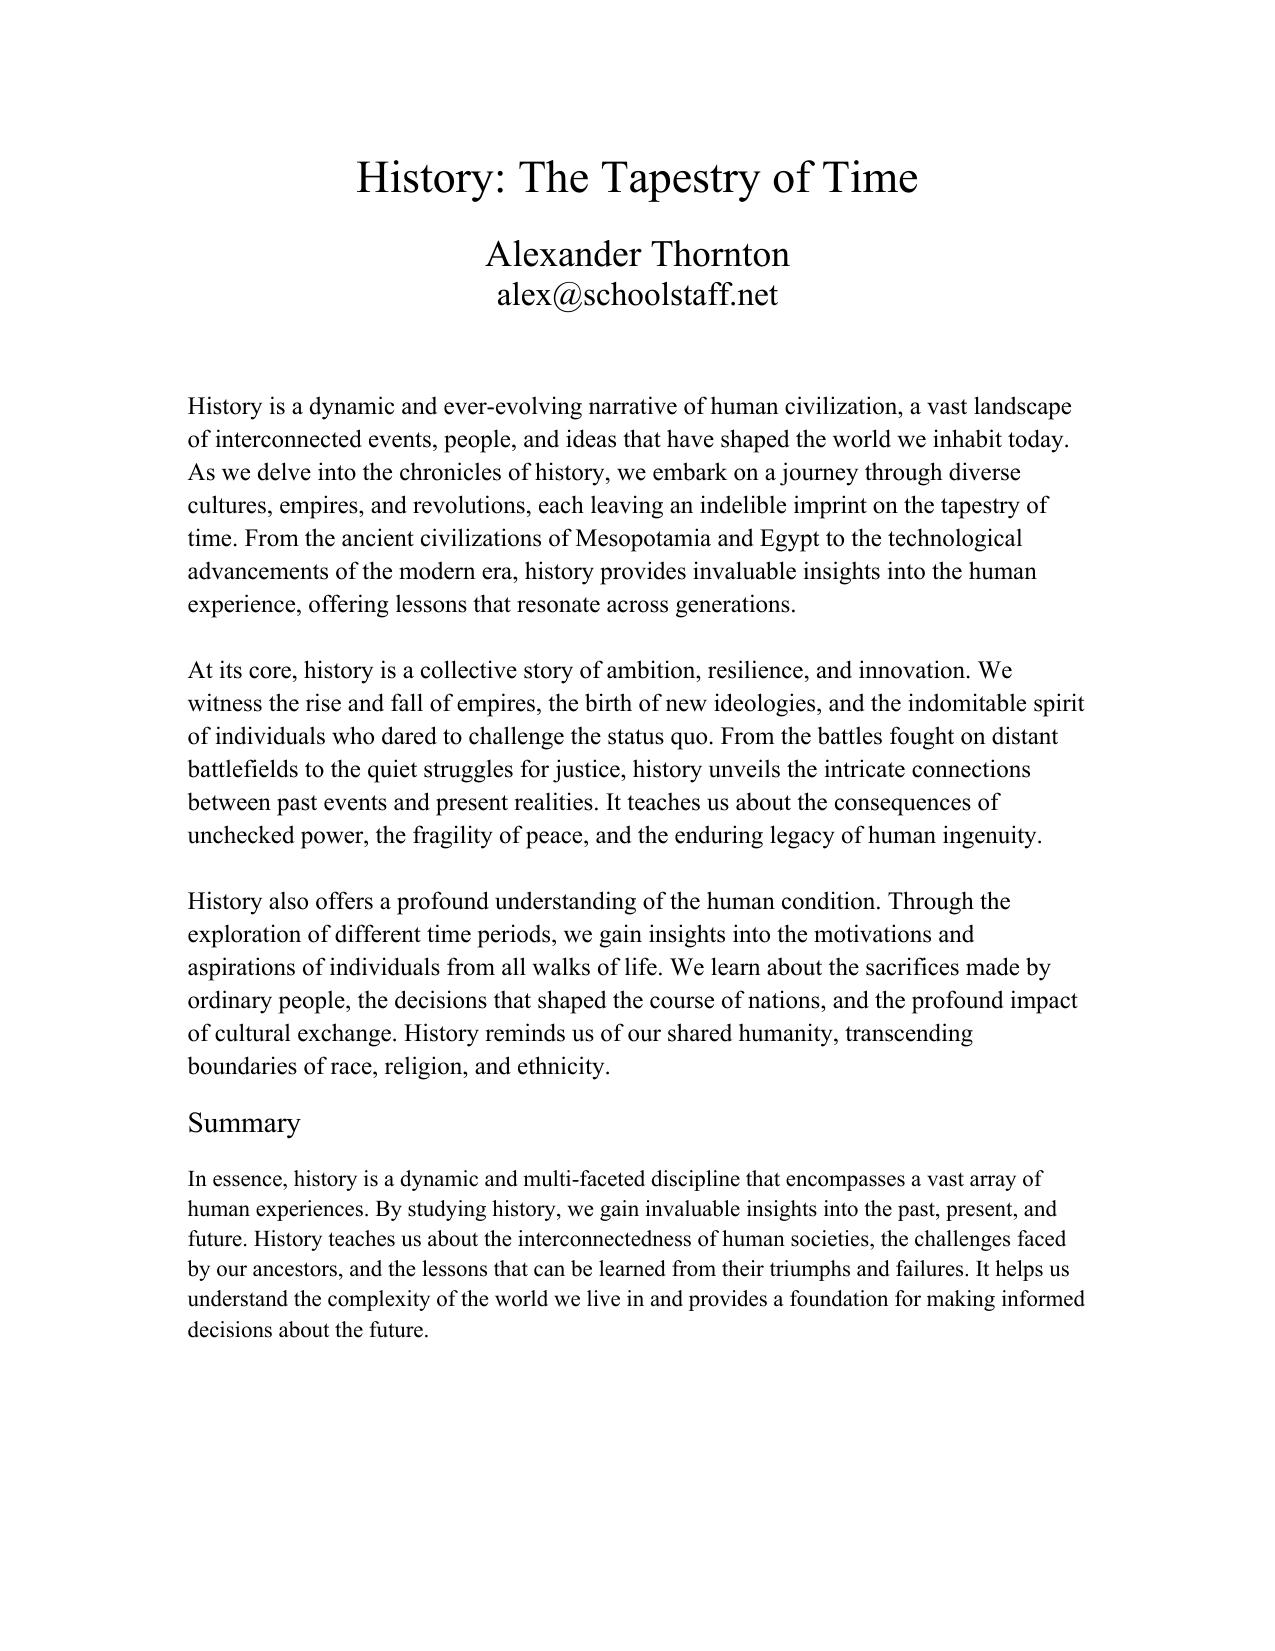 History: The Tapestry of Time
Alexander Thornton
alex@schoolstaff.net
History is a dynamic and ever-evolving narrative of human civilization, a vast landscape
of interconnected events, people, and ideas that have shaped the world we inhabit today.
As we delve into the chronicles of history, we embark on a journey through diverse
cultures, empires, and revolutions, each leaving an indelible imprint on the tapestry of
time. From the ancient civilizations of Mesopotamia and Egypt to the technological
advancements of the modern era, history provides invaluable insights into the human
experience, offering lessons that resonate across generations.
At its core, history is a collective story of ambition, resilience, and innovation. We
witness the rise and fall of empires, the birth of new ideologies, and the indomitable spirit
of individuals who dared to challenge the status quo. From the battles fought on distant
battlefields to the quiet struggles for justice, history unveils the intricate connections
between past events and present realities. It teaches us about the consequences of
unchecked power, the fragility of peace, and the enduring legacy of human ingenuity.
History also offers a profound understanding of the human condition. Through the
exploration of different time periods, we gain insights into the motivations and
aspirations of individuals from all walks of life. We learn about the sacrifices made by
ordinary people, the decisions that shaped the course of nations, and the profound impact
of cultural exchange. History reminds us of our shared humanity, transcending
boundaries of race, religion, and ethnicity.
Summary
In essence, history is a dynamic and multi-faceted discipline that encompasses a vast array of
human experiences. By studying history, we gain invaluable insights into the past, present, and
future. History teaches us about the interconnectedness of human societies, the challenges faced
by our ancestors, and the lessons that can be learned from their triumphs and failures. It helps us
understand the complexity of the world we live in and provides a foundation for making informed
decisions about the future.